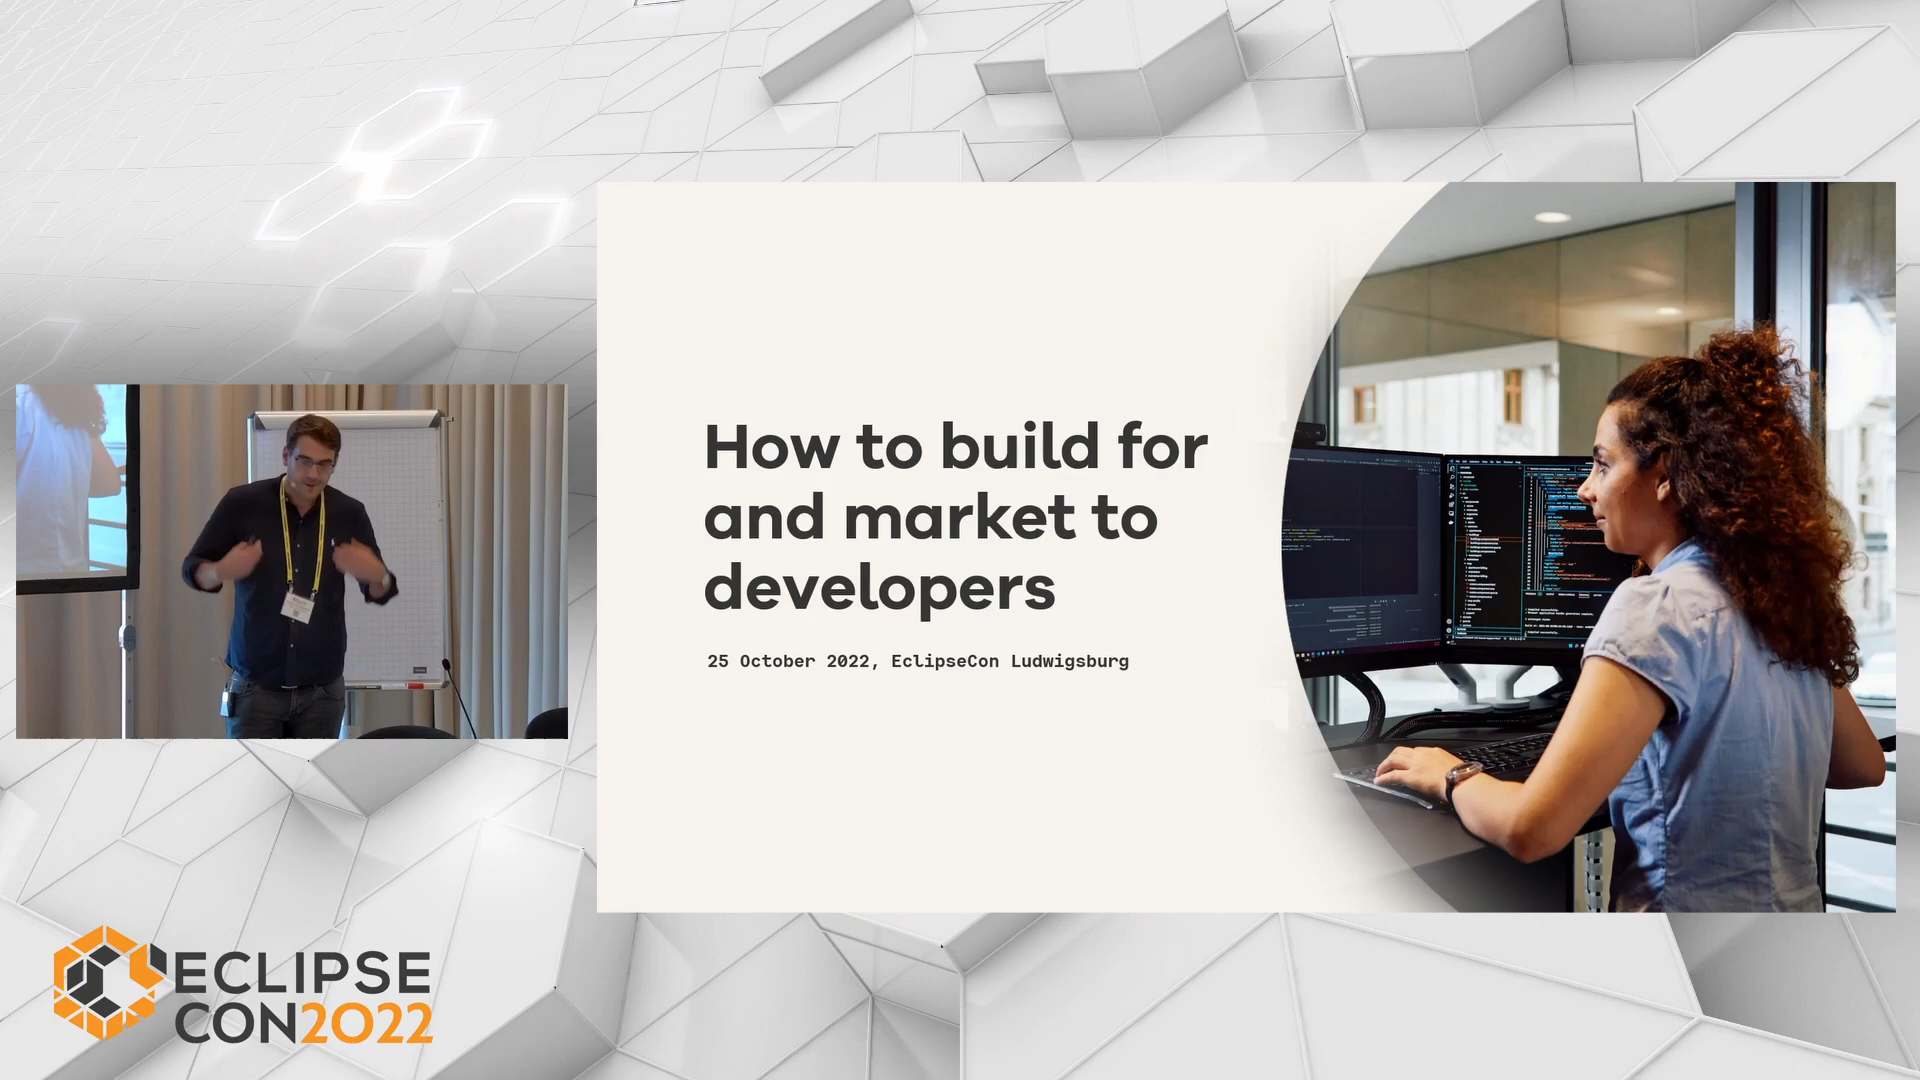 How to build for
and market to
developers
25 October 2022, EclipseCon Ludwigsburg
ECLIPSE
CON2022